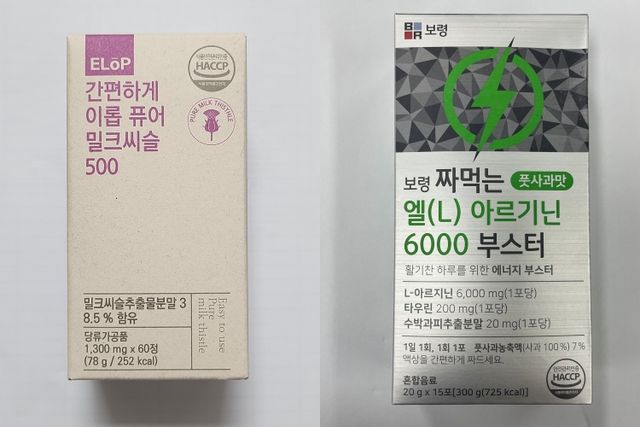 ELoP
간편하게
이롭 퓨어
밀크씨슬
500
HACCP
PURE MILK THISTLE
밀크씨슬추출물분말 3
8.5 % 함유
당류가공품
1,300 mg x 60정
(78 g / 252 kcal)
Easy to use
Pure
milk thistle
BR 보령
보령 짜먹는 풋사과맛
엘(L) 아르기닌
6000 부스터
활기찬 하루를 위한 에너지 부스터
L-아르지닌 6,000 mg(1포당)
타우린 200 mg(1포당)
수박과피추출분말 20 mg(1포당)
1일 1회, 1회 1포 풋사과농축액(사과 100%) 7%
액상을 간편하게 짜드세요.
혼합음료
20 g x 15포[300 g(725 kcal)]
HACCP